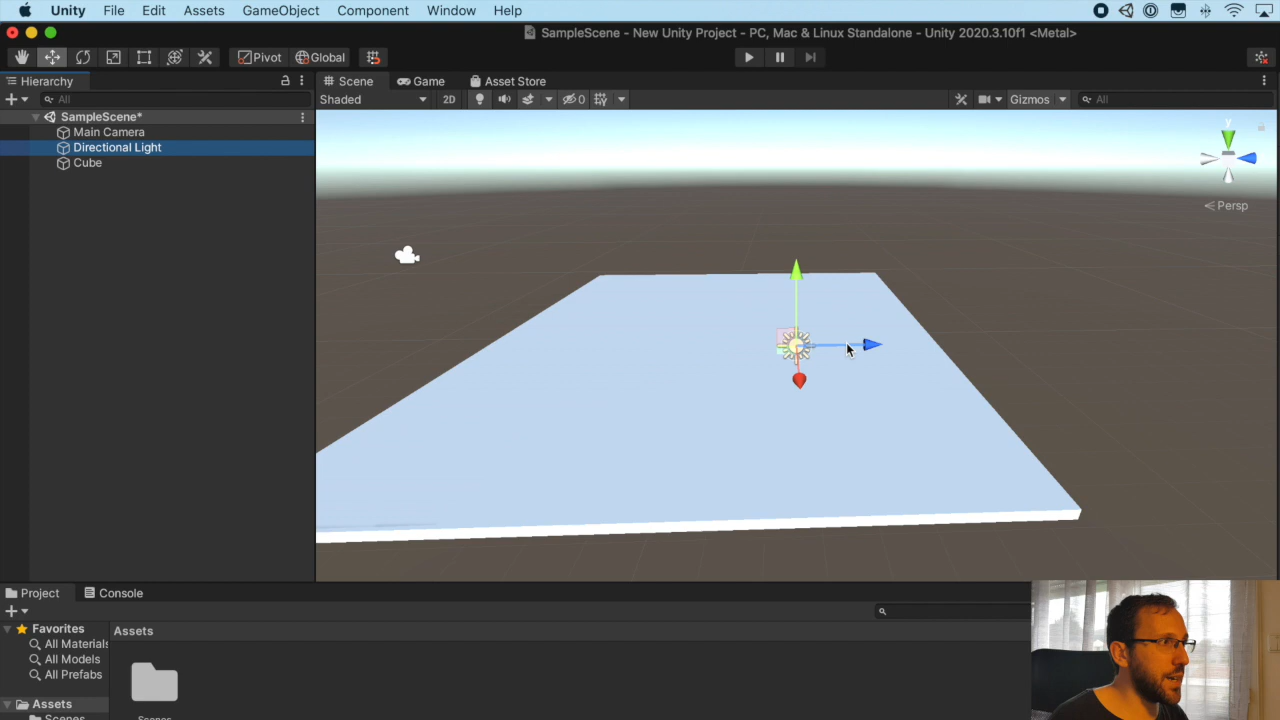 Unity File Edit Assets GameObject Component Window Help
SampleScene - New Unity Project - PC, Mac & Linux Standalone - Unity 2020.3.10f1 <Metal>
Pivot Global
Hierarchy
Scene Game Asset Store
All
Shaded 2D 0 Gizmos All
SampleScene*
Main Camera
Directional Light
Cube
y
Persp
Project Console
Favorites
All Materials
All Models
All Prefabs
Assets
Scenes
Assets
Scenes